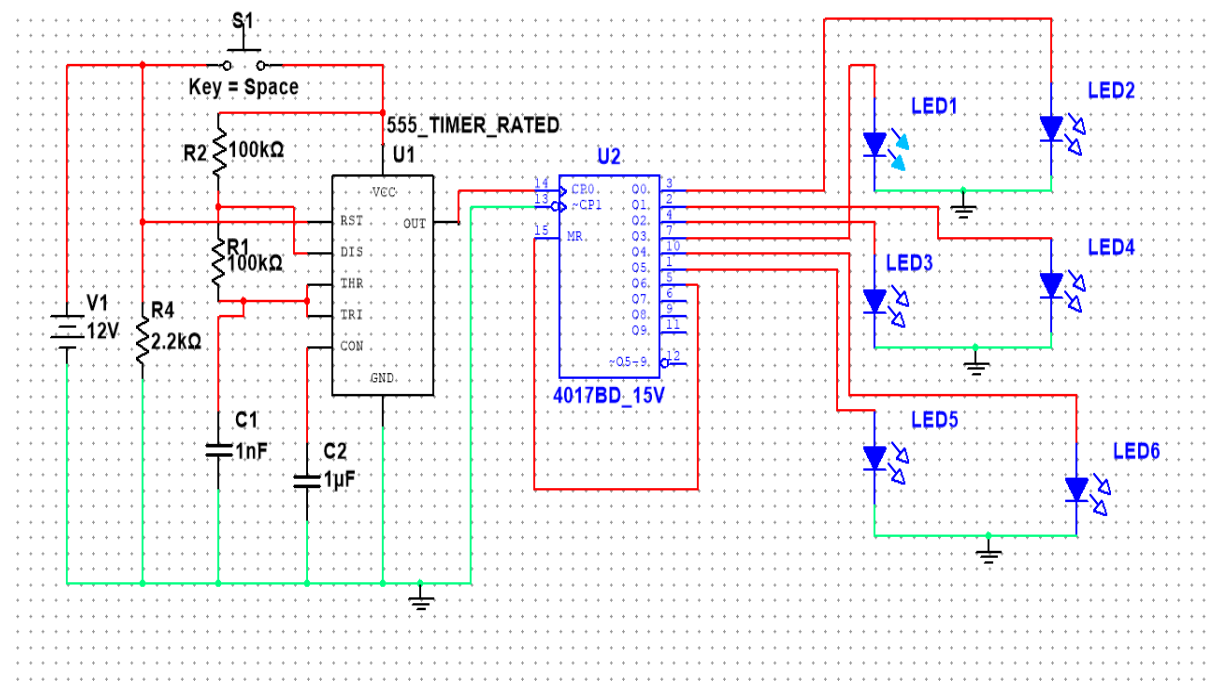 S1
Key = Space
555_TIMER_RATED
U1
R2
100kΩ
R1
100kΩ
VCC
RST
DIS
THR
TRI
CON
GND
OUT
V1
12V
R4
2.2kΩ
C1
1nF
C2
1µF
U2
14
13
15
CP0
~CP1
MR
O0
O1
O2
O3
O4
O5
O6
O7
O8
O9
~O5-9
3
2
4
7
10
1
5
6
9
11
12
4017BD_15V
LED1
LED2
LED3
LED4
LED5
LED6